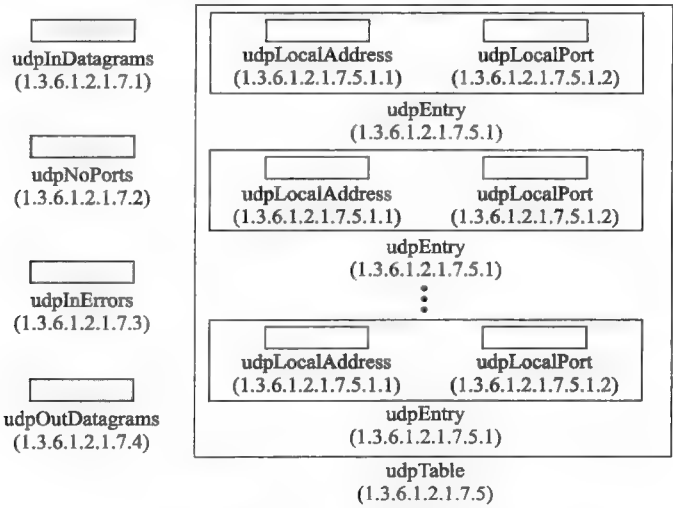 udpInDatagrams
(1.3.6.1.2.1.7.1)
udpNoPorts
(1.3.6.1.2.1.7.2)
udpInErrors
(1.3.6.1.2.1.7.3)
udpOutDatagrams
(1.3.6.1.2.1.7.4)
udpLocalAddress udpLocalPort
(1.3.6.1.2.1.7.5.1.1) (1.3.6.1.2.1.7.5.1.2)
udpEntry
(1.3.6.1.2.1.7.5.1)
udpLocalAddress udpLocalPort
(1.3.6.1.2.1.7.5.1.1) (1.3.6.1.2.1.7.5.1.2)
udpEntry
(1.3.6.1.2.1.7.5.1)
udpLocalAddress udpLocalPort
(1.3.6.1.2.1.7.5.1.1) (1.3.6.1.2.1.7.5.1.2)
udpEntry
(1.3.6.1.2.1.7.5.1)
udpTable
(1.3.6.1.2.1.7.5)